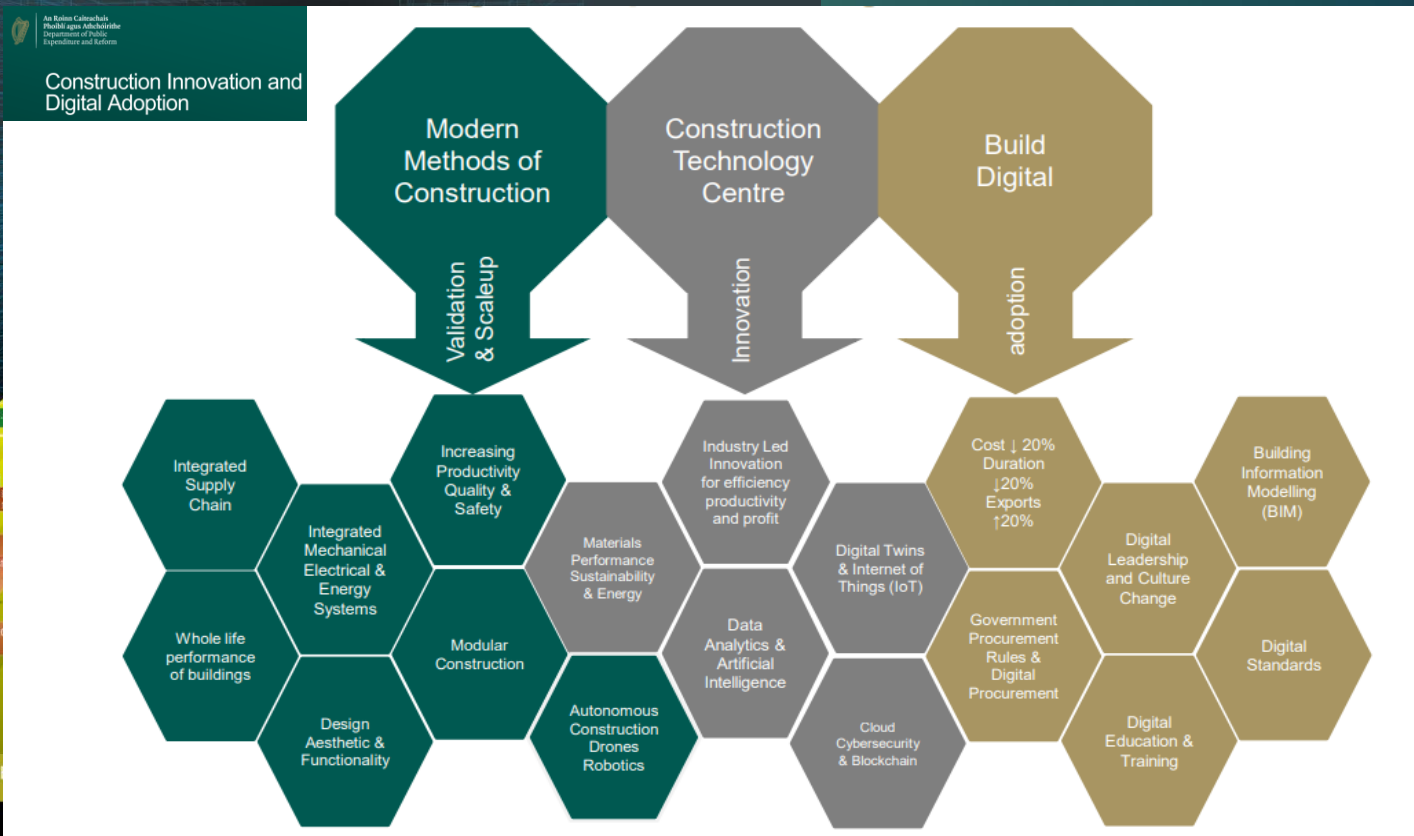 An Roinn Caiteachais
Phoiblí agus Athchóirithe
Department of Public
Expenditure and Reform
Construction Innovation and
Digital Adoption
Modern
Methods of
Construction
Construction
Technology
Centre
Build
Digital
Validation
& Scaleup
Innovation
adoption
Integrated
Supply
Chain
Increasing
Productivity
Quality &
Safety
Industry Led
Innovation
for efficiency
productivity
and profit
Cost ↓ 20%
Duration
↓20%
Exports
↑20%
Building
Information
Modelling
(BIM)
Integrated
Mechanical
Electrical &
Energy
Systems
Materials
Performance
Sustainability
& Energy
Digital Twins
& Internet of
Things (IoT)
Digital
Leadership
and Culture
Change
Whole life
performance
of buildings
Modular
Construction
Data
Analytics &
Artificial
Intelligence
Government
Procurement
Rules &
Digital
Procurement
Digital
Standards
Design
Aesthetic &
Functionality
Autonomous
Construction
Drones
Robotics
Cloud
Cybersecurity
& Blockchain
Digital
Education &
Training